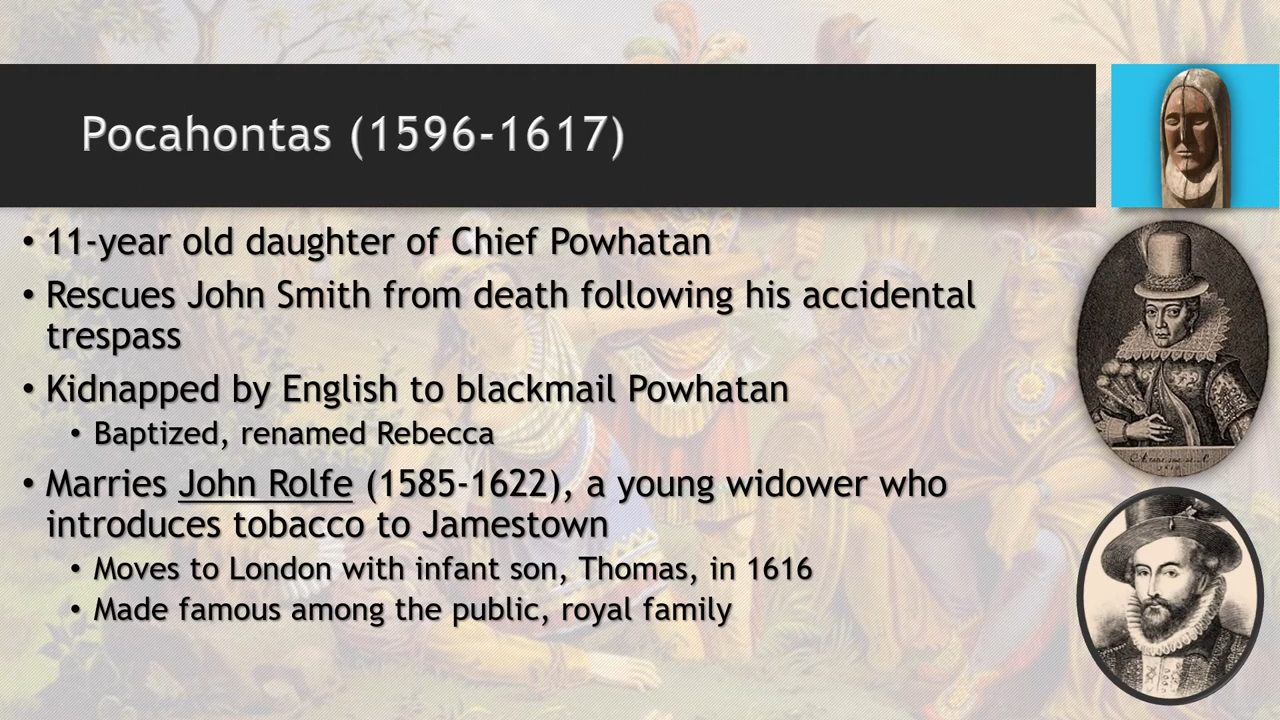 Pocahontas (1596-1617)
• 11-year old daughter of Chief Powhatan
• Rescues John Smith from death following his accidental
trespass
• Kidnapped by English to blackmail Powhatan
• Baptized, renamed Rebecca
• Marries John Rolfe (1585-1622), a young widower who
introduces tobacco to Jamestown
• Moves to London with infant son, Thomas, in 1616
• Made famous among the public, royal family